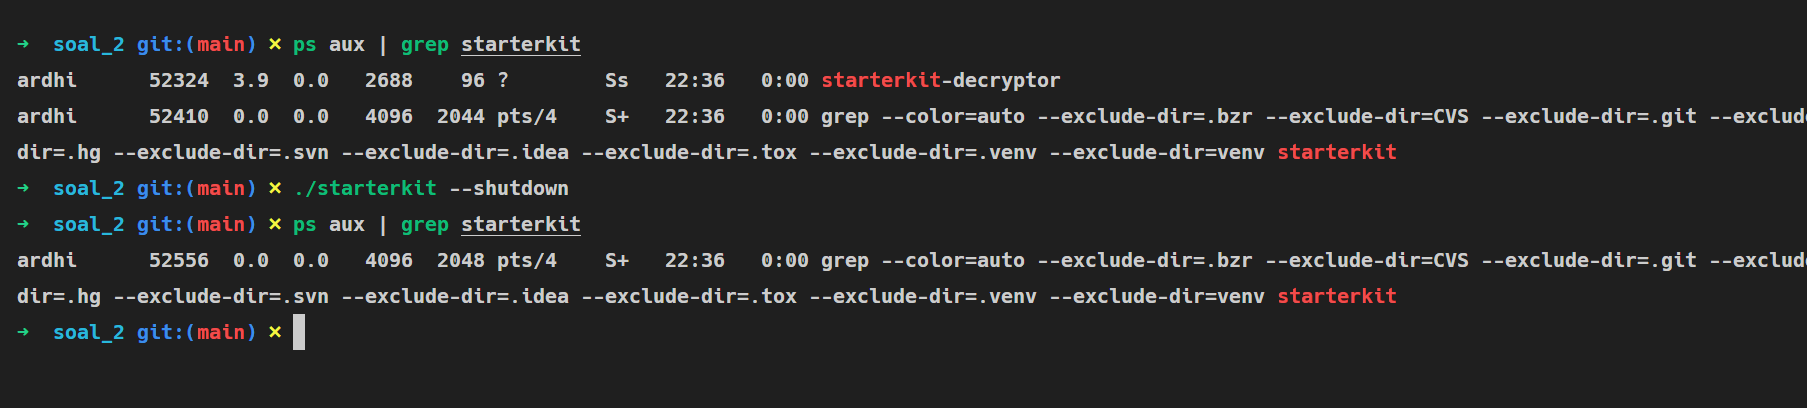 ➜  soal_2 git:(main) ✗ ps aux | grep starterkit
ardhi      52324  3.9  0.0   2688    96 ?        Ss   22:36   0:00 starterkit-decryptor
ardhi      52410  0.0  0.0   4096  2044 pts/4    S+   22:36   0:00 grep --color=auto --exclude-dir=.bzr --exclude-dir=CVS --exclude-dir=.git --exclude
dir=.hg --exclude-dir=.svn --exclude-dir=.idea --exclude-dir=.tox --exclude-dir=.venv --exclude-dir=venv starterkit
➜  soal_2 git:(main) ✗ ./starterkit --shutdown
➜  soal_2 git:(main) ✗ ps aux | grep starterkit
ardhi      52556  0.0  0.0   4096  2048 pts/4    S+   22:36   0:00 grep --color=auto --exclude-dir=.bzr --exclude-dir=CVS --exclude-dir=.git --exclude
dir=.hg --exclude-dir=.svn --exclude-dir=.idea --exclude-dir=.tox --exclude-dir=.venv --exclude-dir=venv starterkit
➜  soal_2 git:(main) ✗